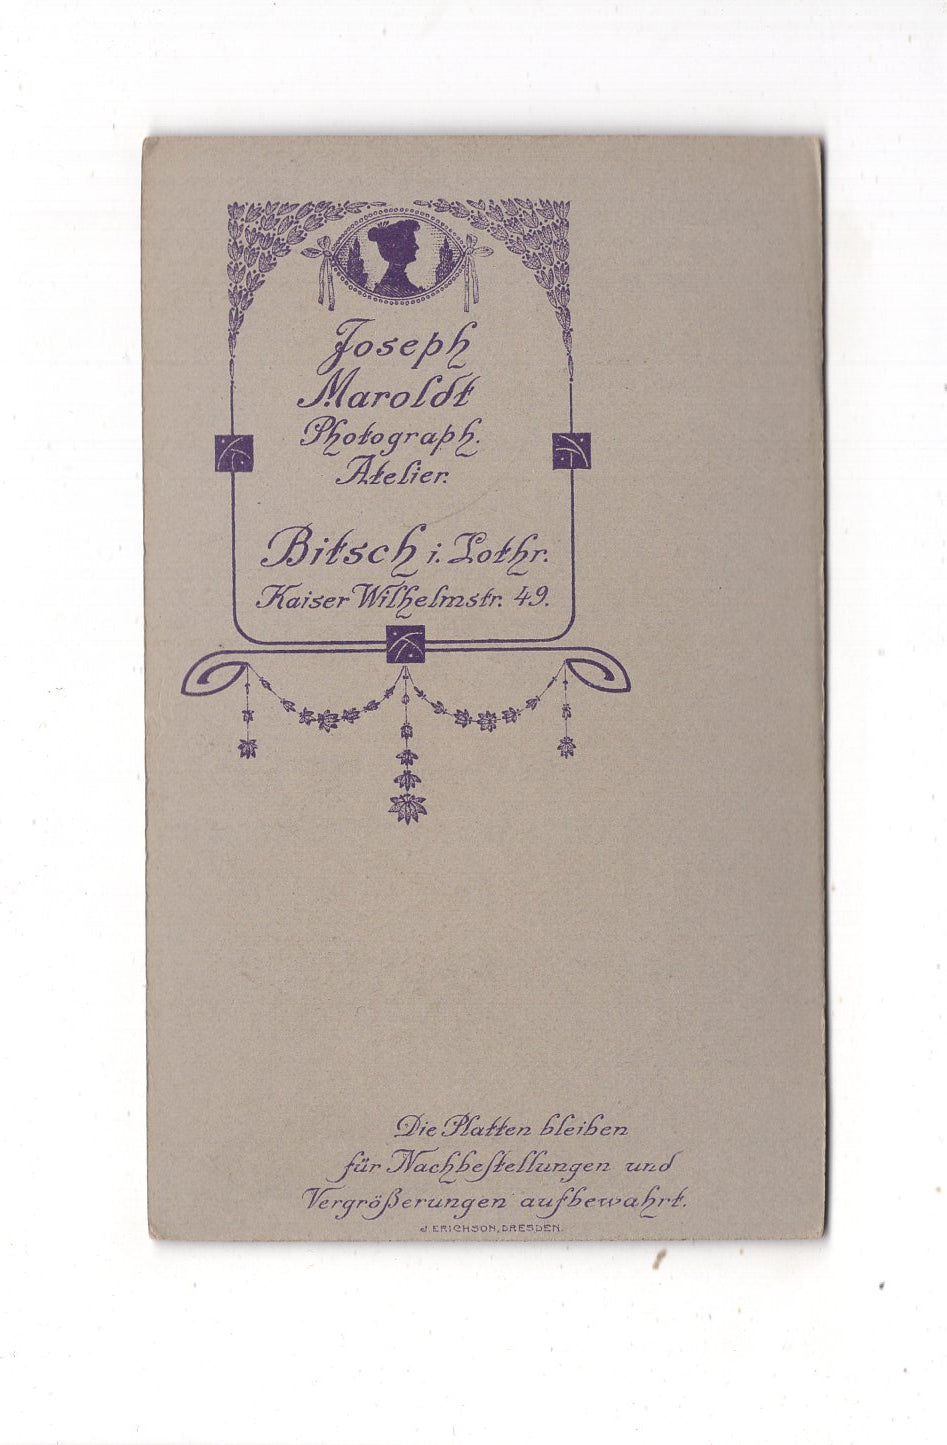 Joseph
Maroldt
Photograph.
Atelier.
Bitsch i. Lothr.
Kaiser Wilhelmstr. 49.
Die Platten bleiben
für Nachbeſtellungen und
Vergrößerungen aufbewahrt.
J. ERICHSON, DRESDEN.